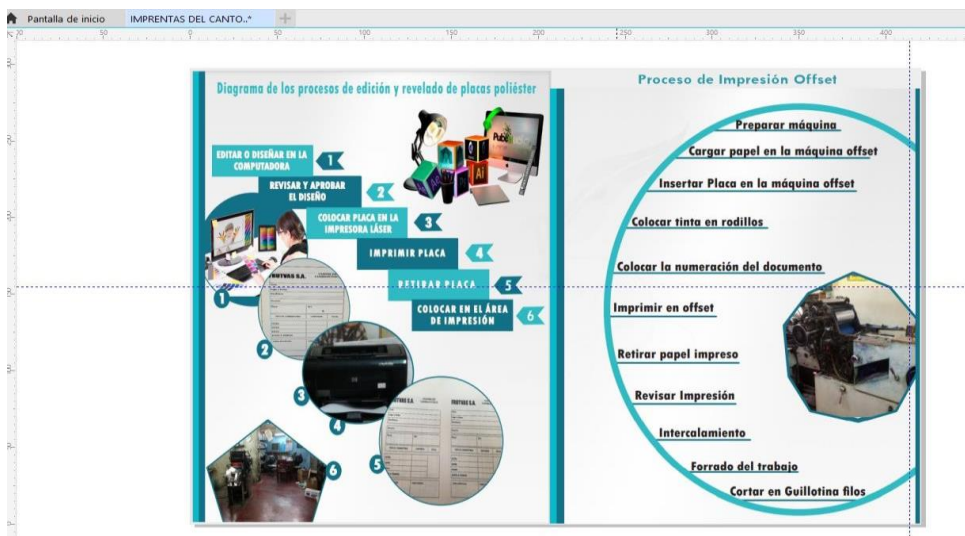 Pantalla de inicio
IMPRENTAS DEL CANTO..*
Diagrama de los procesos de edición y revelado de placas poliéster
EDITAR O DISEÑAR EN LA
COMPUTADORA
1
REVISAR Y APROBAR
EL DISEÑO
2
COLOCAR PLACA EN LA
IMPRESORA LÁSER
3
IMPRIMIR PLACA
4
RETIRAR PLACA
5
COLOCAR EN EL ÁREA
DE IMPRESIÓN
6
1
2
3
4
5
6
Ai
Proceso de Impresión Offset
Preparar máquina
Cargar papel en la máquina offset
Insertar Placa en la máquina offset
Colocar tinta en rodillos
Colocar la numeración del documento
Imprimir en offset
Retirar papel impreso
Revisar Impresión
Intercalamiento
Forrado del trabajo
Cortar en Guillotina filos